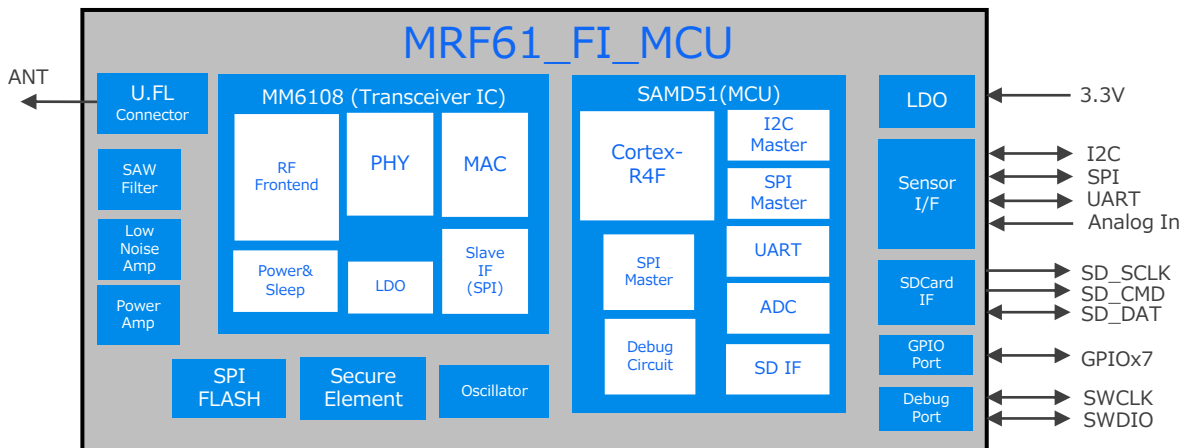 MRF61_FI_MCU
ANT
U.FL
Connector
SAW
Filter
Low
Noise
Amp
Power
Amp
MM6108 (Transceiver IC)
RF
Frontend
PHY
MAC
Power&
Sleep
LDO
Slave
IF
(SPI)
SPI
FLASH
Secure
Element
Oscillator
SAMD51(MCU)
Cortex-
R4F
I2C
Master
SPI
Master
SPI
Master
UART
ADC
Debug
Circuit
SD IF
LDO
Sensor
I/F
SDCard
IF
GPIO
Port
Debug
Port
3.3V
I2C
SPI
UART
Analog In
SD_SCLK
SD_CMD
SD_DAT
GPIOx7
SWCLK
SWDIO